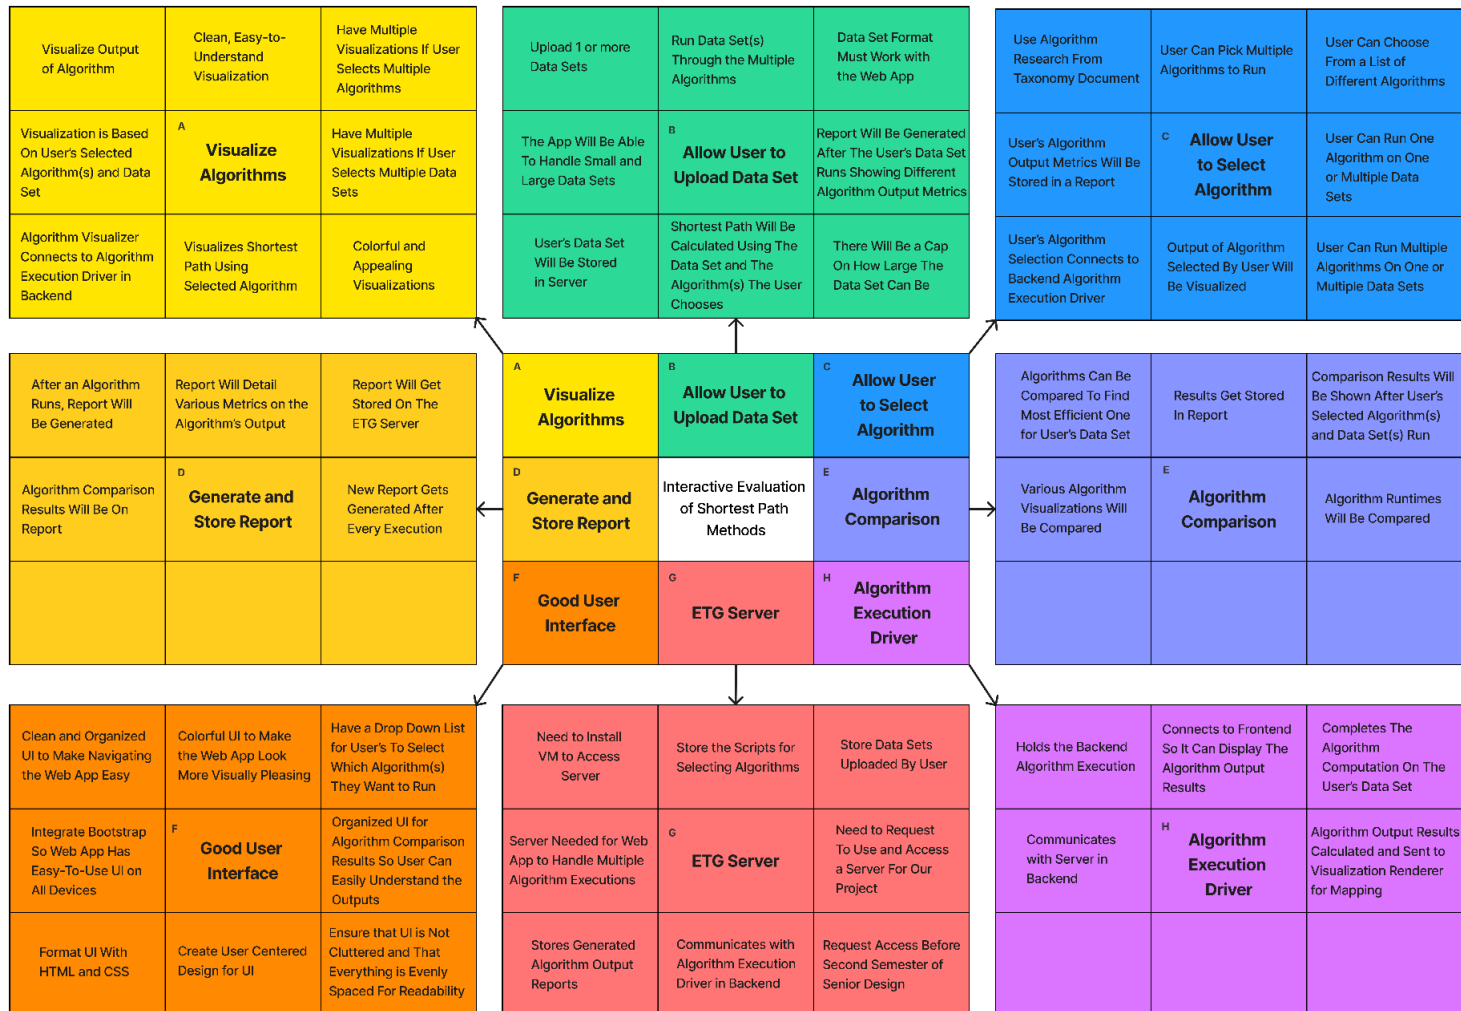 Visualize Output
of Algorithm
Clean, Easy-to-
Understand
Visualization
Have Multiple
Visualizations If User
Selects Multiple
Algorithms
Visualization is Based
On User's Selected
Algorithm(s) and Data
Set
A
Visualize
Algorithms
Have Multiple
Visualizations If User
Selects Multiple Data
Sets
Algorithm Visualizer
Connects to Algorithm
Execution Driver in
Backend
Visualizes Shortest
Path Using
Selected Algorithm
Colorful and
Appealing
Visualizations
Upload 1 or more
Data Sets
Run Data Set(s)
Through the Multiple
Algorithms
Data Set Format
Must Work with
the Web App
The App Will Be Able
To Handle Small and
Large Data Sets
B
Allow User to
Upload Data Set
Report Will Be Generated
After The User's Data Set
Runs Showing Different
Algorithm Output Metrics
User's Data Set
Will Be Stored
in Server
Shortest Path Will Be
Calculated Using The
Data Set and The
Algorithm(s) The User
Chooses
There Will Be a Cap
On How Large The
Data Set Can Be
Use Algorithm
Research From
Taxonomy Document
User Can Pick Multiple
Algorithms to Run
User Can Choose
From a List of
Different Algorithms
User's Algorithm
Output Metrics Will Be
Stored in a Report
C
Allow User
to Select
Algorithm
User Can Run One
Algorithm on One
or Multiple Data
Sets
User's Algorithm
Selection Connects to
Backend Algorithm
Execution Driver
Output of Algorithm
Selected By User Will
Be Visualized
User Can Run Multiple
Algorithms On One or
Multiple Data Sets
After an Algorithm
Runs, Report Will
Be Generated
Report Will Detail
Various Metrics on the
Algorithm's Output
Report Will Get
Stored On The
ETG Server
Algorithm Comparison
Results Will Be On
Report
D
Generate and
Store Report
New Report Gets
Generated After
Every Execution
A
Visualize
Algorithms
B
Allow User to
Upload Data Set
C
Allow User
to Select
Algorithm
D
Generate and
Store Report
Interactive Evaluation
of Shortest Path
Methods
E
Algorithm
Comparison
F
Good User
Interface
G
ETG Server
H
Algorithm
Execution
Driver
Algorithms Can Be
Compared To Find
Most Efficient One
for User's Data Set
Results Get Stored
In Report
Comparison Results Will
Be Shown After User's
Selected Algorithm(s)
and Data Set(s) Run
Various Algorithm
Visualizations Will
Be Compared
E
Algorithm
Comparison
Algorithm Runtimes
Will Be Compared
Clean and Organized
UI to Make Navigating
the Web App Easy
Colorful UI to Make
the Web App Look
More Visually Pleasing
Have a Drop Down List
for User's To Select
Which Algorithm(s)
They Want to Run
Integrate Bootstrap
So Web App Has
Easy-To-Use UI on
All Devices
F
Good User
Interface
Organized UI for
Algorithm Comparison
Results So User Can
Easily Understand the
Outputs
Format UI With
HTML and CSS
Create User Centered
Design for UI
Ensure that UI is Not
Cluttered and That
Everything is Evenly
Spaced For Readability
Need to Install
VM to Access
Server
Store the Scripts for
Selecting Algorithms
Store Data Sets
Uploaded By User
Server Needed for Web
App to Handle Multiple
Algorithm Executions
G
ETG Server
Need to Request
To Use and Access
a Server For Our
Project
Stores Generated
Algorithm Output
Reports
Communicates with
Algorithm Execution
Driver in Backend
Request Access Before
Second Semester of
Senior Design
Holds the Backend
Algorithm Execution
Connects to Frontend
So It Can Display The
Algorithm Output
Results
Completes The
Algorithm
Computation On The
User's Data Set
Communicates
with Server in
Backend
H
Algorithm
Execution
Driver
Algorithm Output Results
Calculated and Sent to
Visualization Renderer
for Mapping